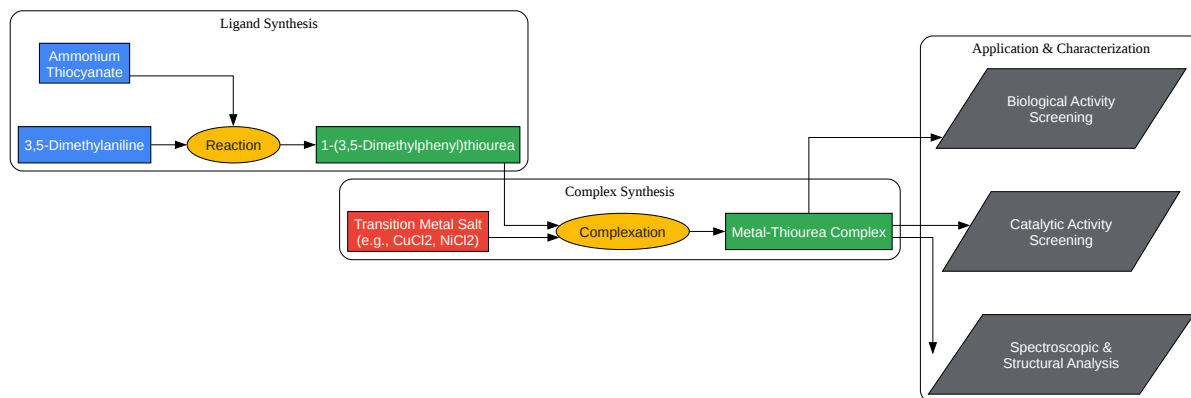 Ligand Synthesis
Ammonium
Thiocyanate
3,5-Dimethylaniline
Reaction
1-(3,5-Dimethylphenyl)thiourea
Complex Synthesis
Transition Metal Salt
(e.g., CuCl2, NiCl2)
Complexation
Metal-Thiourea Complex
Application & Characterization
Biological Activity
Screening
Catalytic Activity
Screening
Spectroscopic &
Structural Analysis